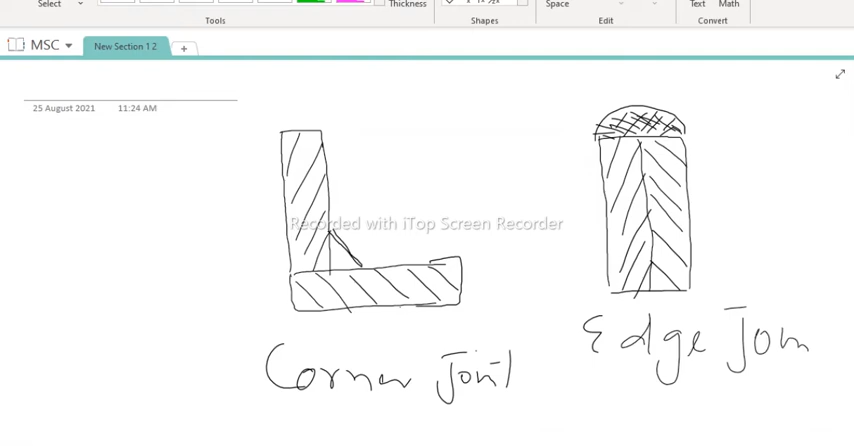 Select
Tools
Thickness
Shapes
Space
Edit
Text Math
Convert
MSC
New Section 1 2
+
25 August 2021 11:24 AM
Recorded with iTop Screen Recorder
Corner Joint
Edge Join